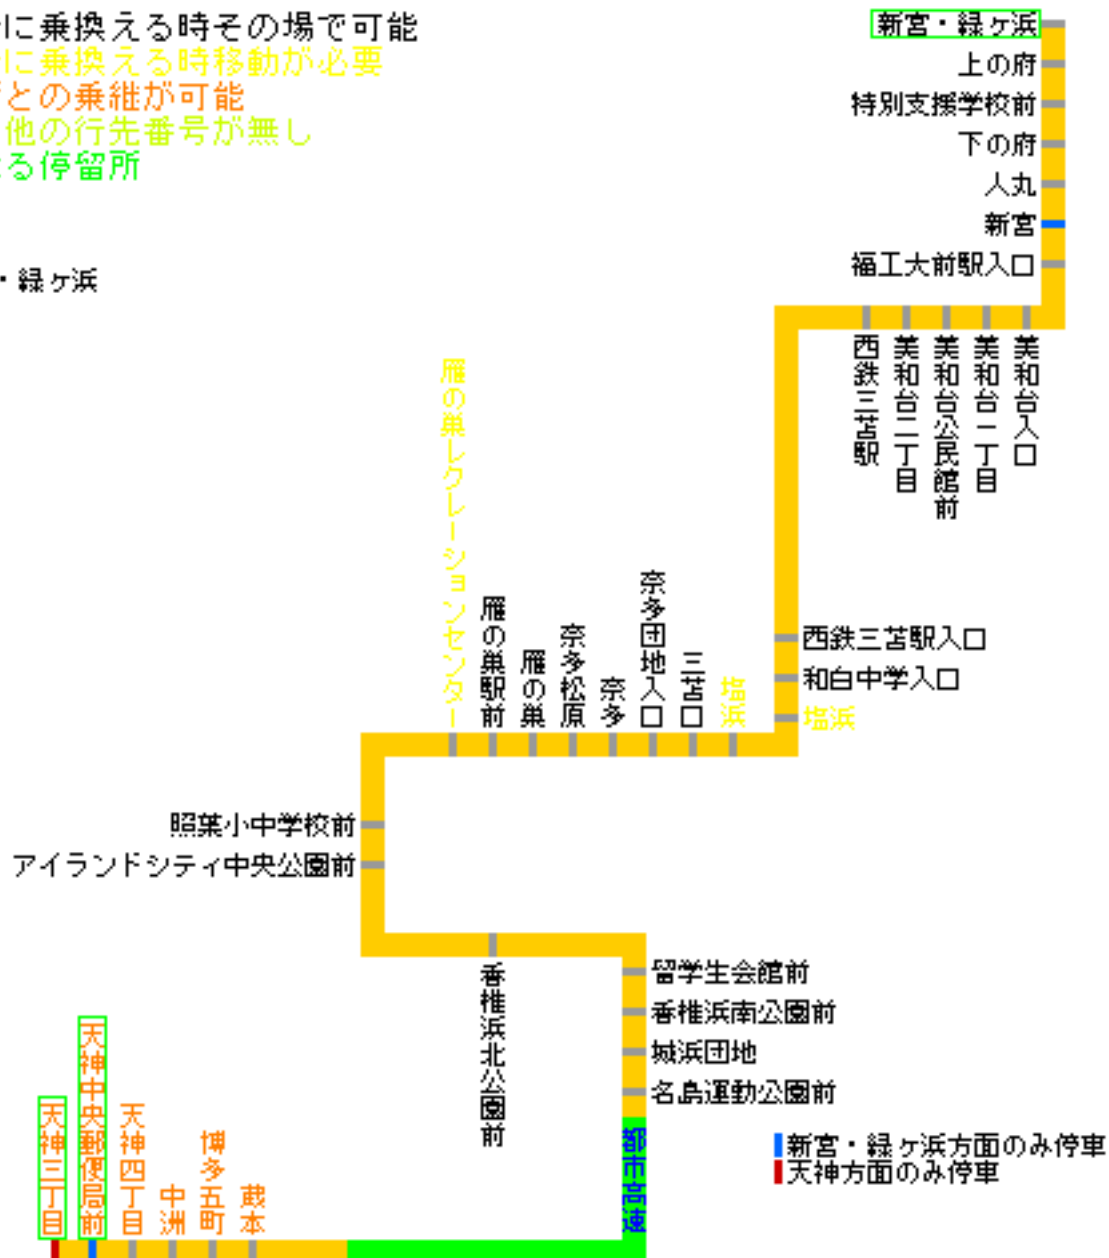 に乗換える時その場で可能
に乗換える時移動が必要
との乗継が可能
他の行先番号が無し
る停留所
・緑ヶ浜
新宮・緑ヶ浜
上の府
特別支援学校前
下の府
人丸
新宮
福工大前駅入口
美和台入口
美和台一丁目
美和台公民館前
美和台二丁目
西鉄三苫駅
西鉄三苫駅入口
和白中学入口
塩浜
塩浜
三苫口
奈多団地入口
奈多
奈多松原
雁の巣
雁の巣駅前
雁の巣レクレーションセンター
照葉小中学校前
アイランドシティ中央公園前
香椎浜北公園前
留学生会館前
香椎浜南公園前
城浜団地
名島運動公園前
都市高速
蔵本
博多五町
中洲
天神四丁目
天神中央郵便局前
天神三丁目
新宮・緑ヶ浜方面のみ停車
天神方面のみ停車